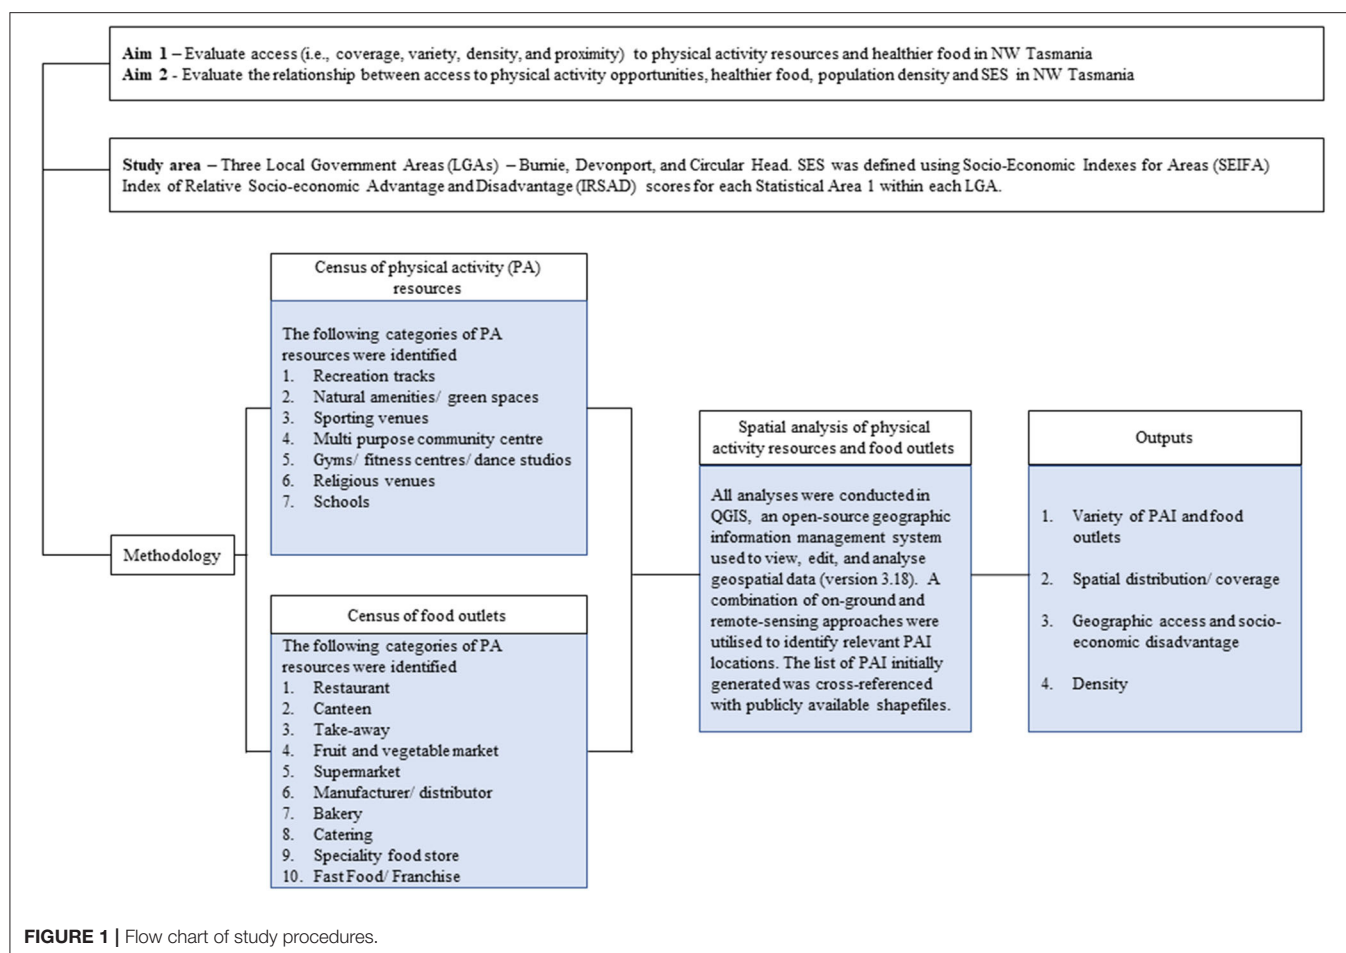 Aim 1 – Evaluate access (i.e., coverage, variety, density, and proximity) to physical activity resources and healthier food in NW Tasmania
Aim 2 - Evaluate the relationship between access to physical activity opportunities, healthier food, population density and SES in NW Tasmania
Study area – Three Local Government Areas (LGAs) – Burnie, Devonport, and Circular Head. SES was defined using Socio-Economic Indexes for Areas (SEIFA)
Index of Relative Socio-economic Advantage and Disadvantage (IRSAD) scores for each Statistical Area 1 within each LGA.
Methodology
Census of physical activity (PA)
resources
The following categories of PA
resources were identified
1. Recreation tracks
2. Natural amenities/ green spaces
3. Sporting venues
4. Multi purpose community centre
5. Gyms/ fitness centres/ dance studios
6. Religious venues
7. Schools
Census of food outlets
The following categories of PA
resources were identified
1. Restaurant
2. Canteen
3. Take-away
4. Fruit and vegetable market
5. Supermarket
6. Manufacturer/ distributor
7. Bakery
8. Catering
9. Speciality food store
10. Fast Food/ Franchise
Spatial analysis of physical
activity resources and food outlets
All analyses were conducted in
QGIS, an open-source geographic
information management system
used to view, edit, and analyse
geospatial data (version 3.18). A
combination of on-ground and
remote-sensing approaches were
utilised to identify relevant PAI
locations. The list of PAI initially
generated was cross-referenced
with publicly available shapefiles.
Outputs
1. Variety of PAI and food
outlets
2. Spatial distribution/ coverage
3. Geographic access and socio-
economic disadvantage
4. Density
FIGURE 1 | Flow chart of study procedures.